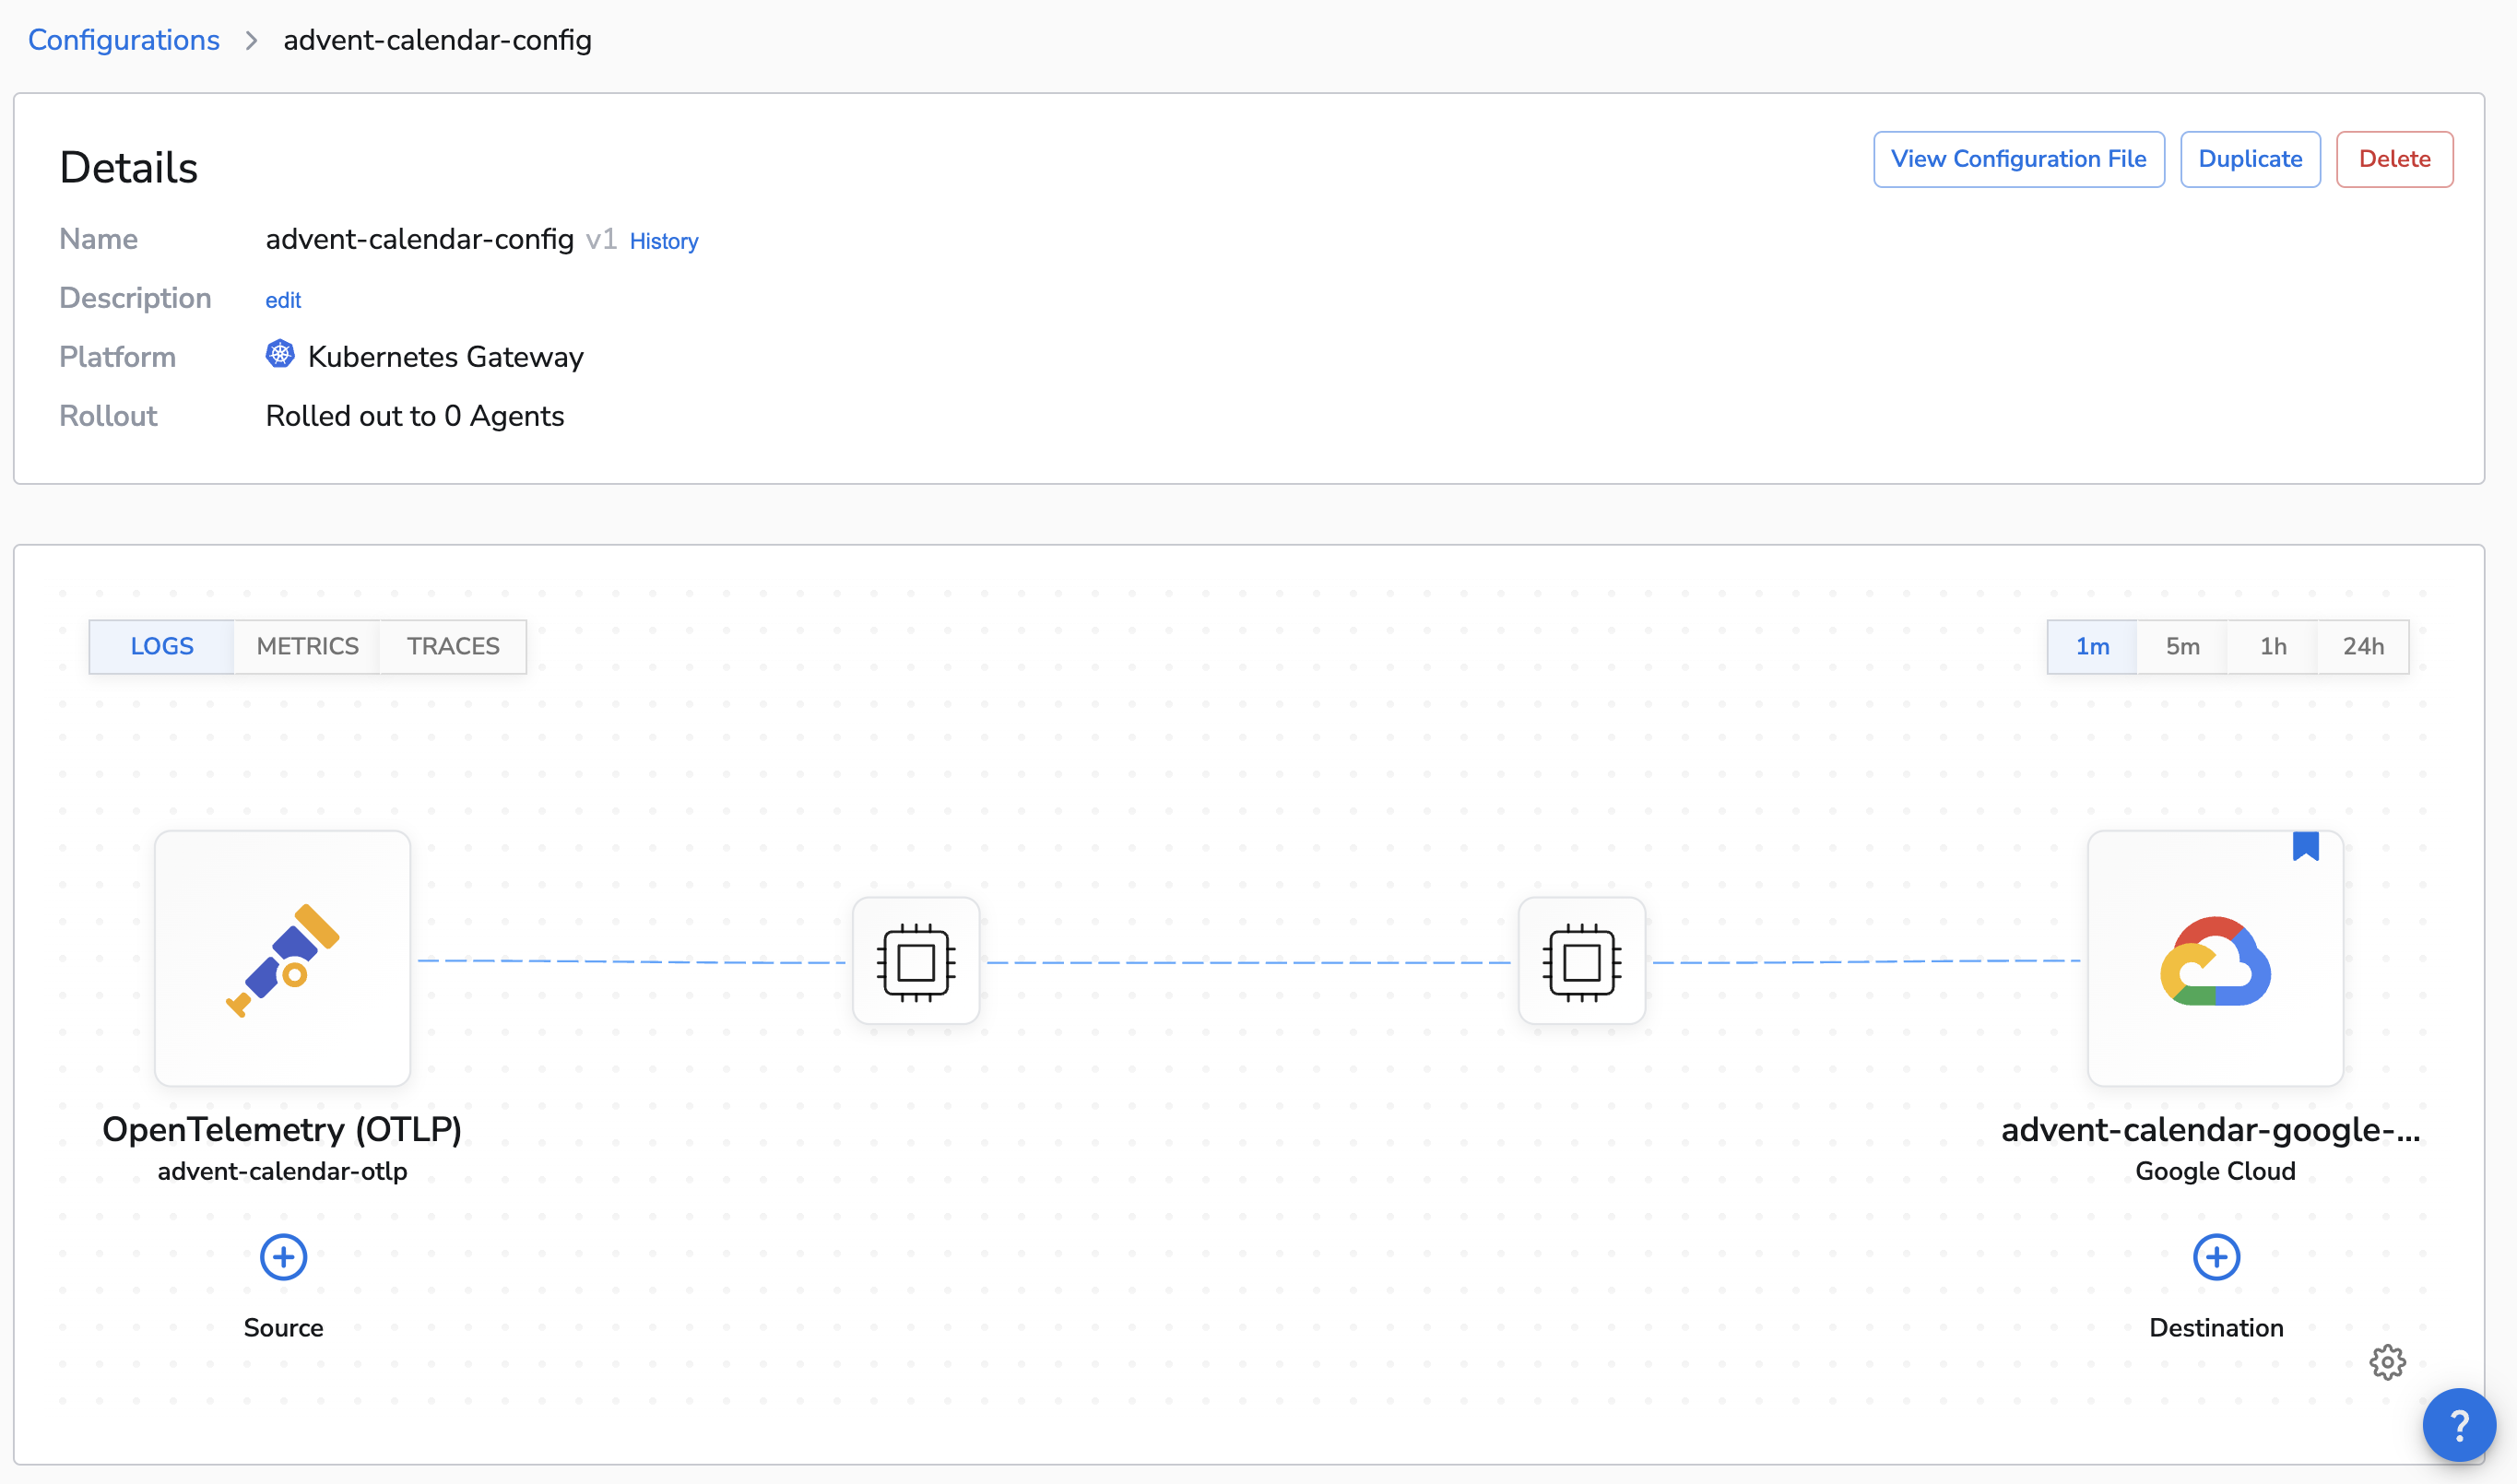 Configurations > advent-calendar-config
Details
View Configuration File
Duplicate
Delete
Name advent-calendar-config v1 History
Description edit
Platform Kubernetes Gateway
Rollout Rolled out to 0 Agents
LOGS METRICS TRACES
1m 5m 1h 24h
OpenTelemetry (OTLP)
advent-calendar-otlp
Source
advent-calendar-google-...
Google Cloud
Destination
?